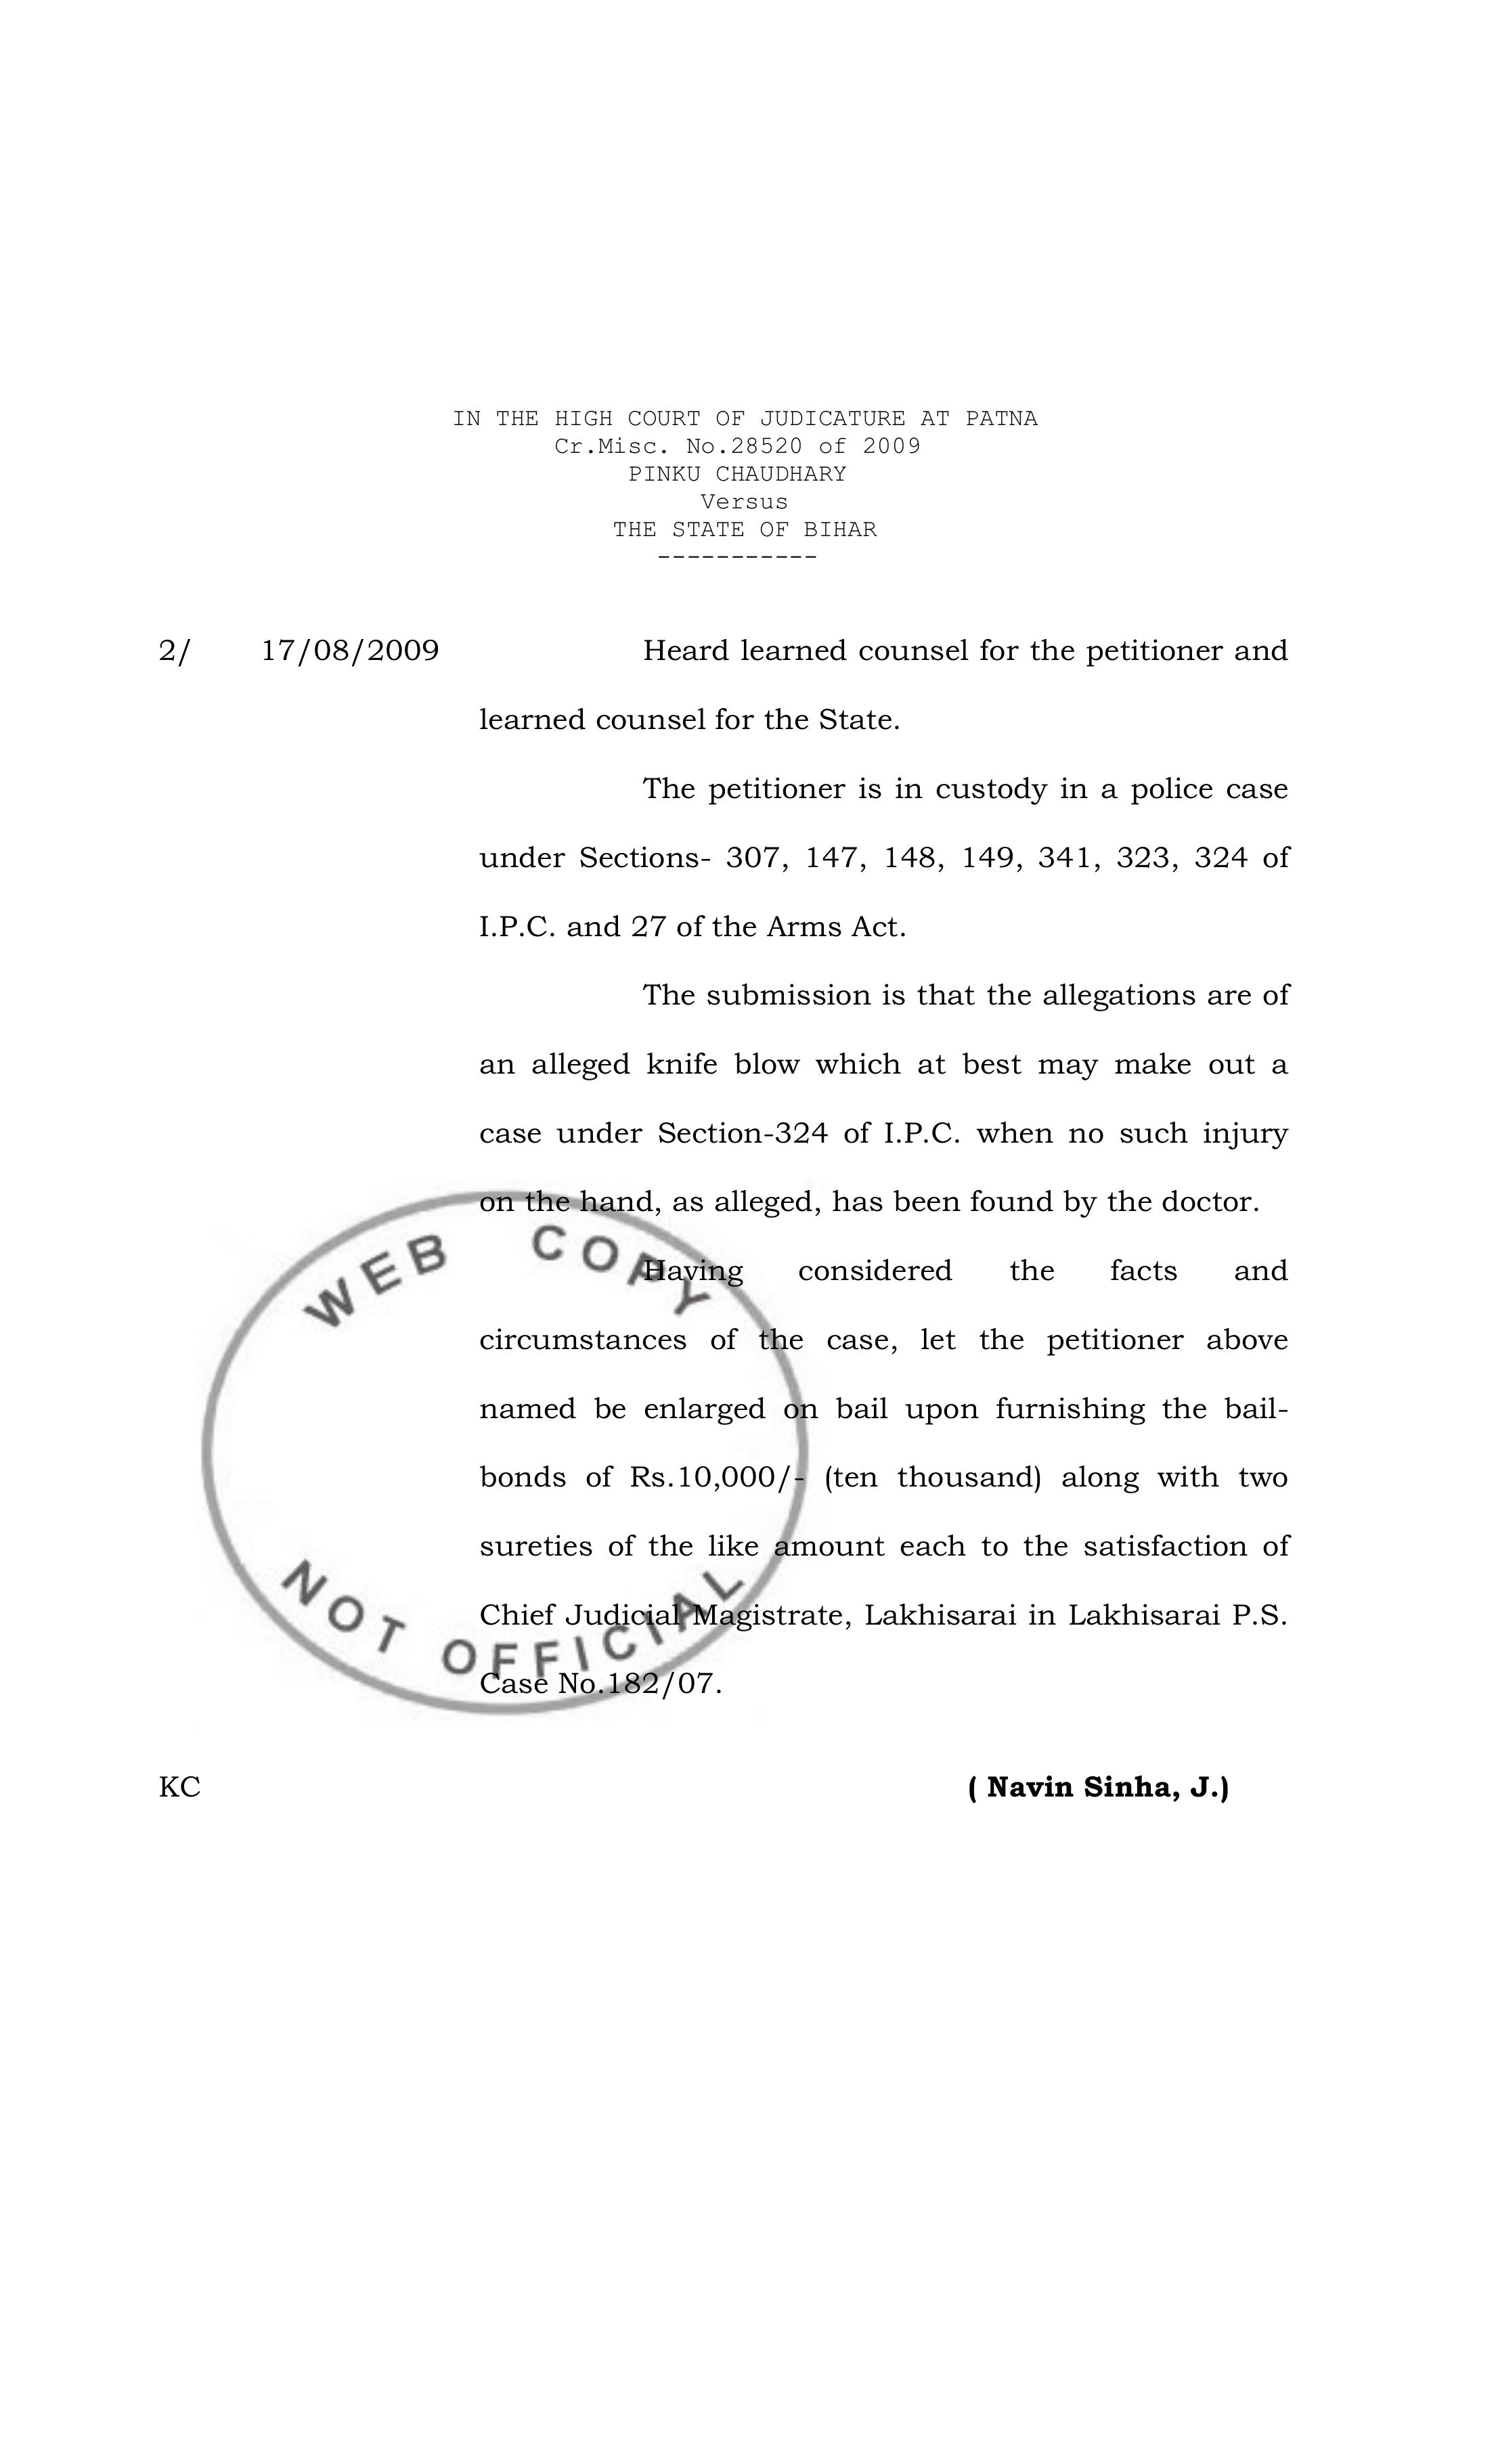 IN THE HIGH COURT OF JUDICATURE AT PATNA
Cr.Misc. No.28520 of 2009
PINKU CHAUDHARY
Versus
THE STATE OF BIHAR
-----------
2/ 17/08/2009 Heard learned counsel for the petitioner and
learned counsel for the State.
The petitioner is in custody in a police case
under Sections- 307, 147, 148, 149, 341, 323, 324 of
I.P.C. and 27 of the Arms Act.
The submission is that the allegations are of
an alleged knife blow which at best may make out a
case under Section-324 of I.P.C. when no such injury
on the hand, as alleged, has been found by the doctor.
Having considered the facts and
circumstances of the case, let the petitioner above
named be enlarged on bail upon furnishing the bail-
bonds of Rs.10,000/- (ten thousand) along with two
sureties of the like amount each to the satisfaction of
Chief Judicial Magistrate, Lakhisarai in Lakhisarai P.S.
Case No.182/07.
KC ( Navin Sinha, J.)
WEB COPY
NOT OFFICIAL